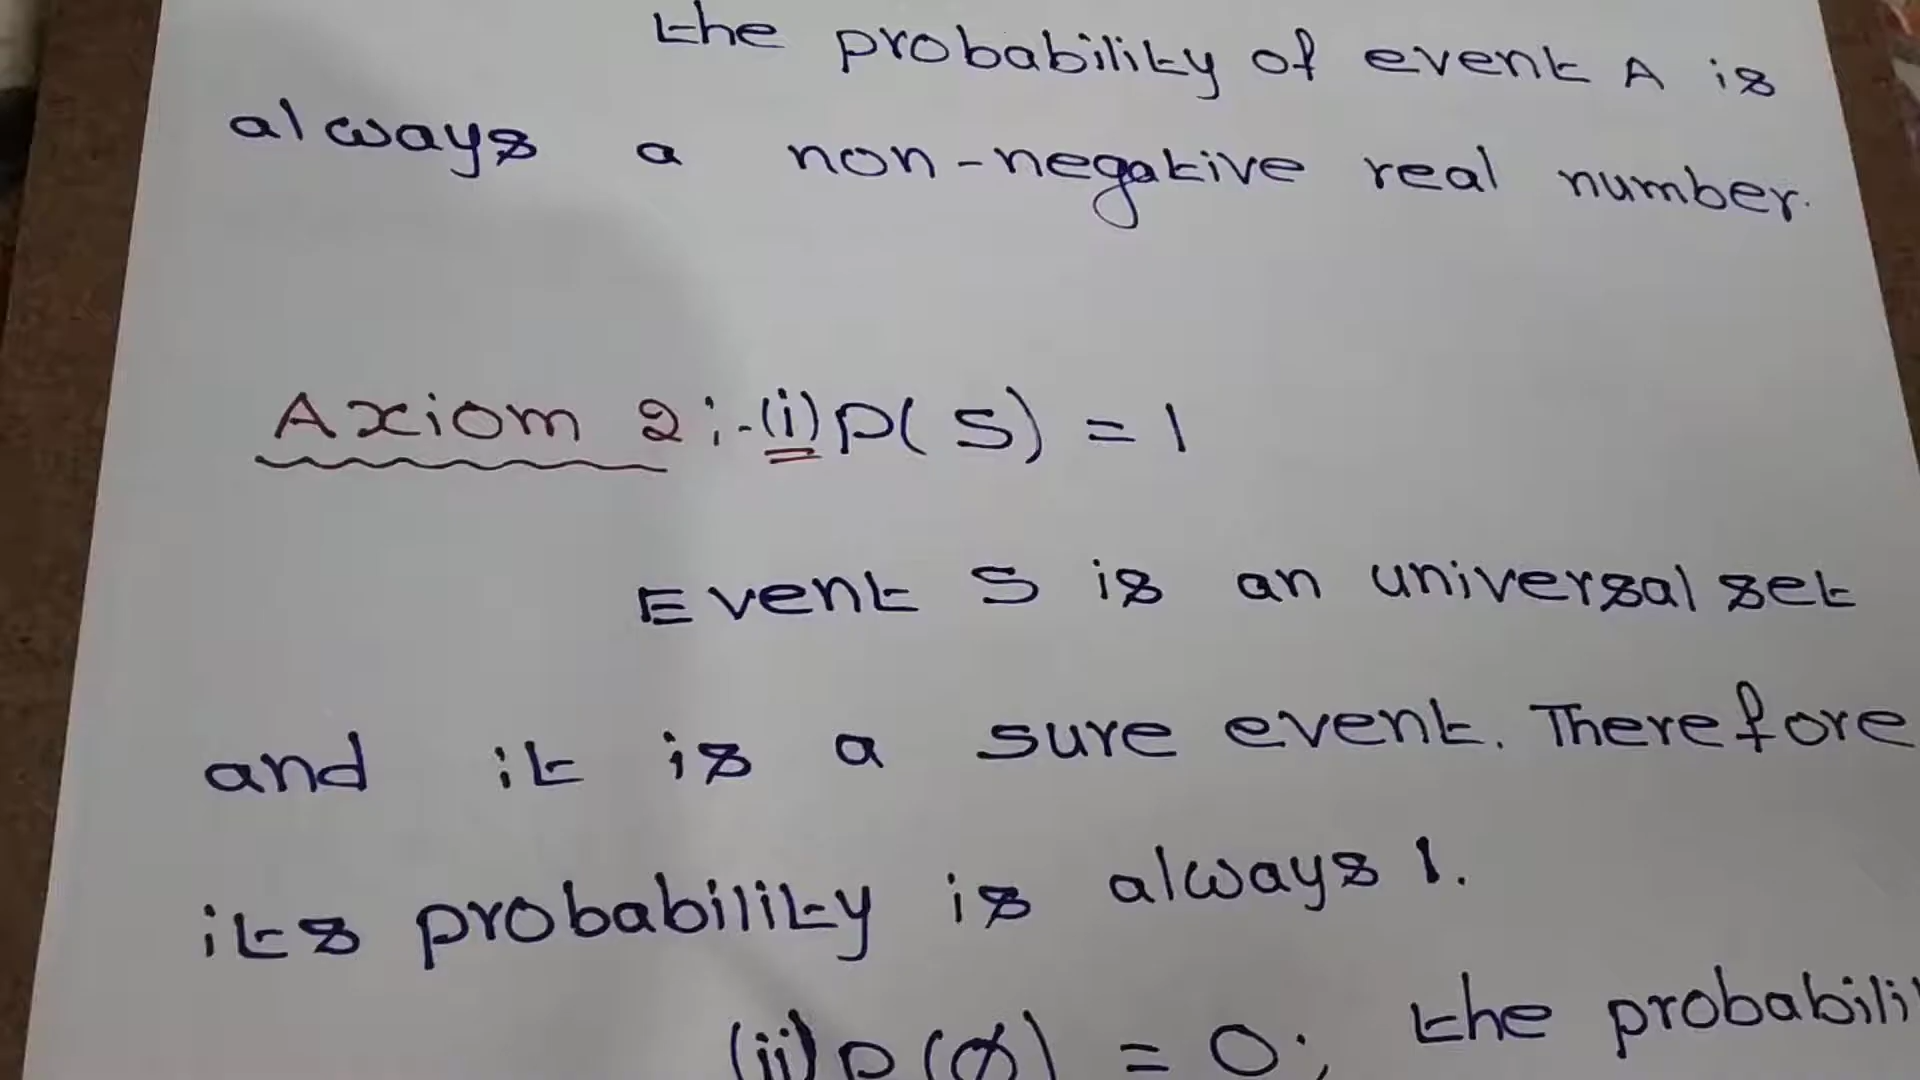 the probability of event A is
always a non-negative real number.
Axiom 2:-(i) P(S) = 1
Event S is an universal set
and it is a sure event. Therefore
its probability is always 1.
(ii) P(ϕ) = 0; the